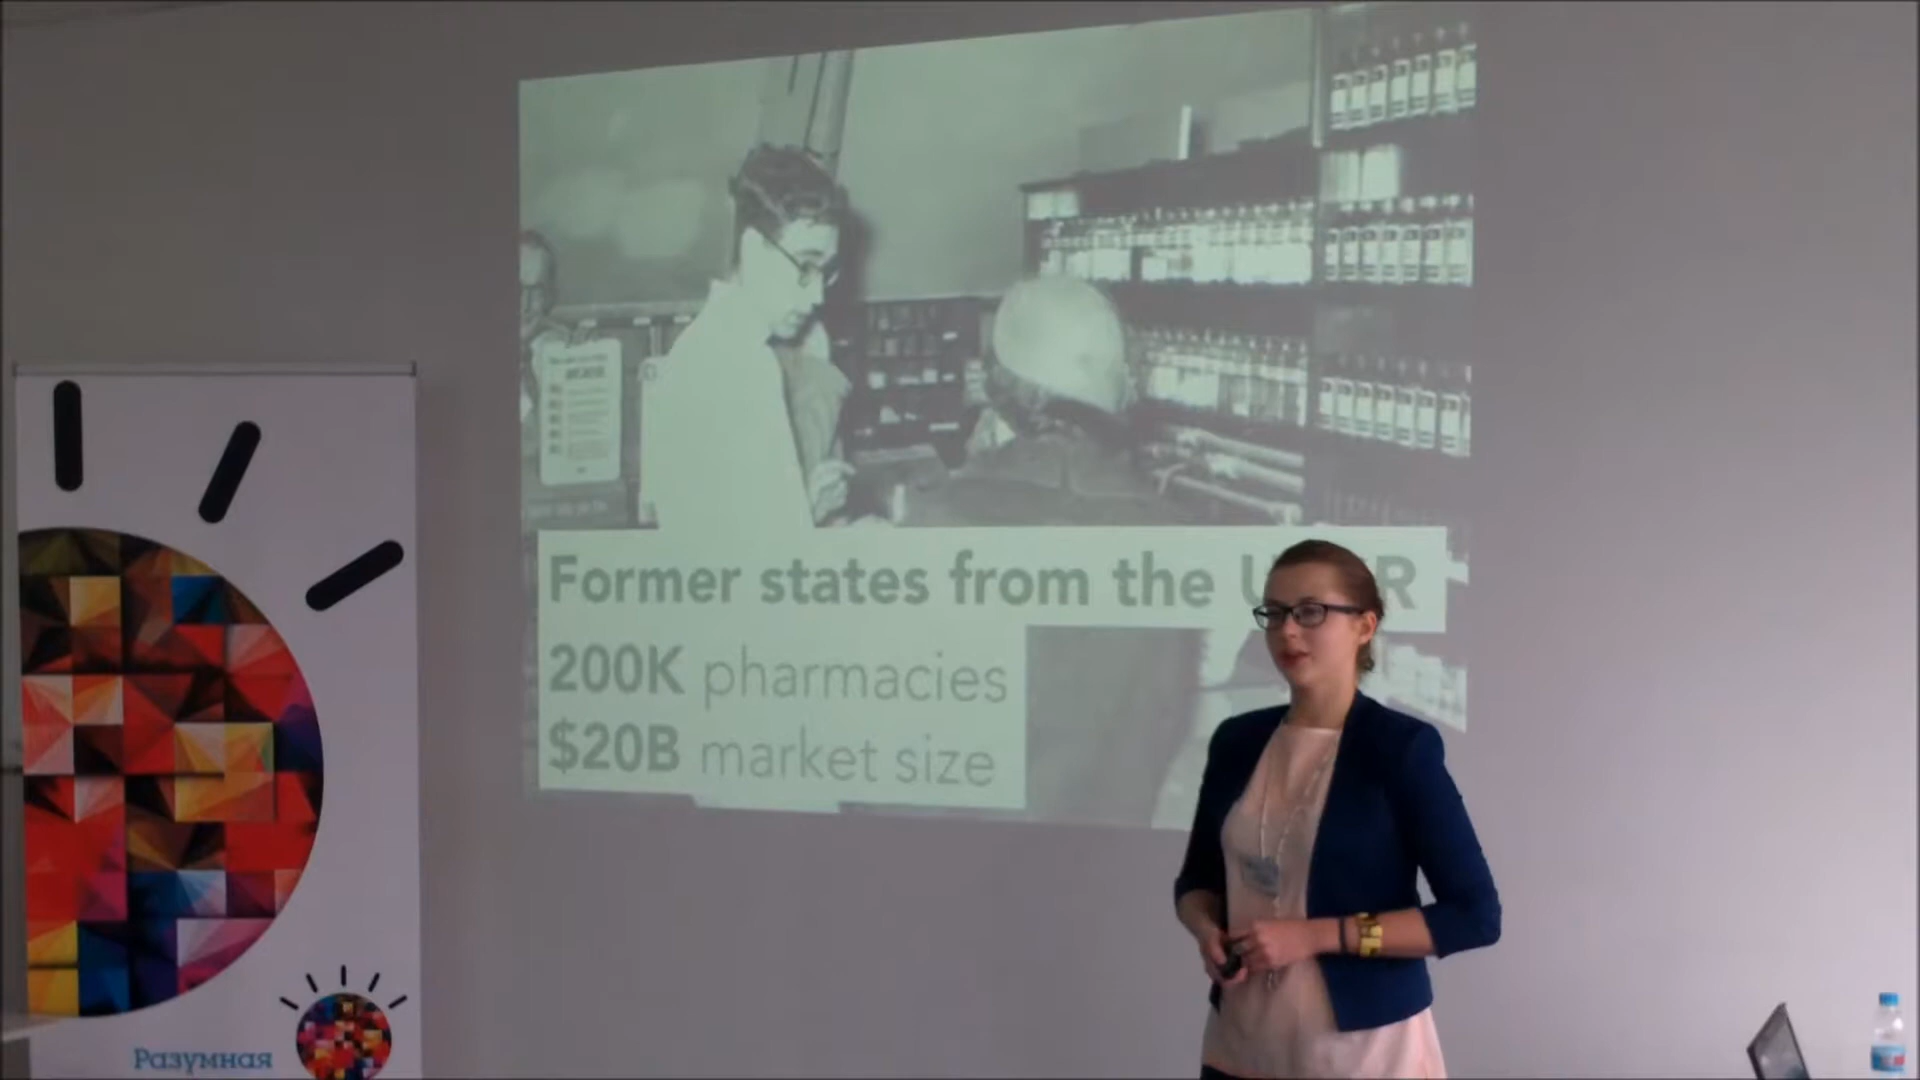 Former states from the U R
200K pharmacies
$20B market size
Разумная